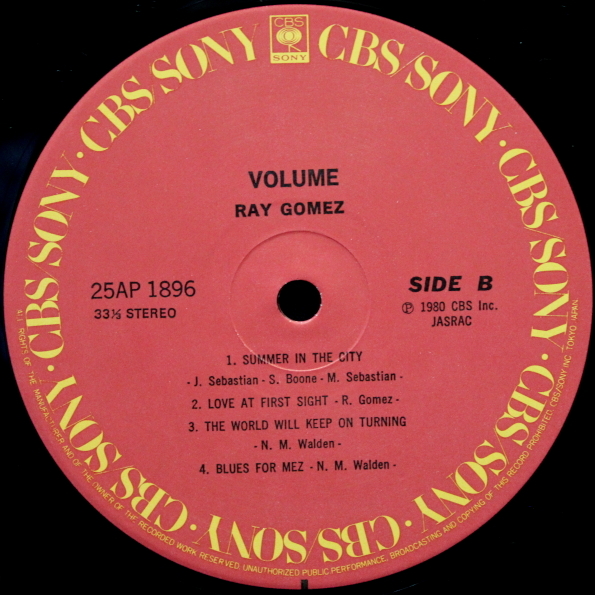 CBS
SONY
CBS/SONY · CBS/SONY · CBS/SONY · CBS/SONY · CBS/SONY · CBS/SONY · CBS/SONY · CBS/SONY
VOLUME
RAY GOMEZ
25AP 1896
33⅓ STEREO
SIDE B
Ⓟ 1980 CBS Inc.
JASRAC
1. SUMMER IN THE CITY
- J. Sebastian - S. Boone - M. Sebastian -
2. LOVE AT FIRST SIGHT - R. Gomez -
3. THE WORLD WILL KEEP ON TURNING
- N. M. Walden -
4. BLUES FOR MEZ - N. M. Walden -
ALL RIGHTS OF THE MANUFACTURER AND OF THE OWNER OF THE RECORDED WORK RESERVED. UNAUTHORIZED PUBLIC PERFORMANCE, BROADCASTING AND COPYING OF THIS RECORD PROHIBITED. CBS/SONY INC. TOKYO JAPAN